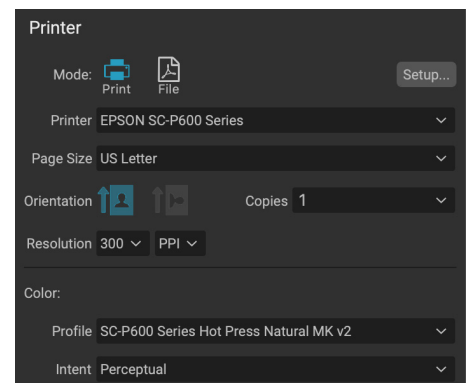 Printer
Mode: Print File Setup...
Printer EPSON SC-P600 Series
Page Size US Letter
Orientation Copies 1
Resolution 300 PPI
Color:
Profile SC-P600 Series Hot Press Natural MK v2
Intent Perceptual